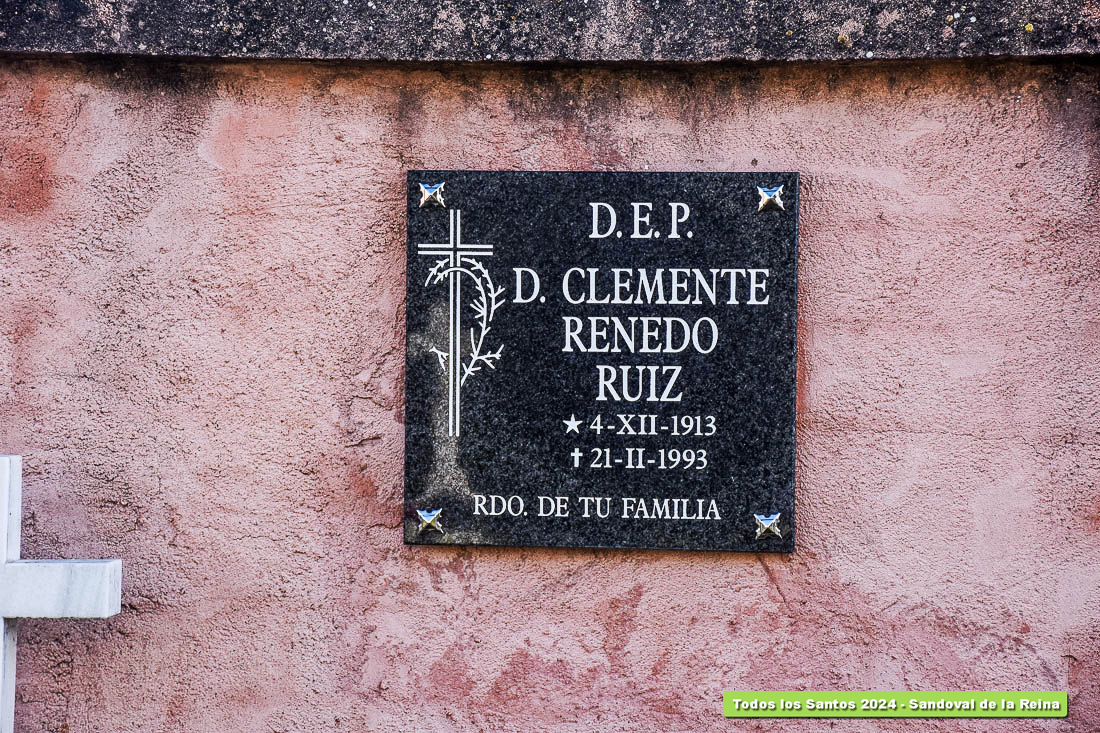 D.E.P.
D. CLEMENTE
RENEDO
RUIZ
★ 4-XII-1913
✝ 21-II-1993
RDO. DE TU FAMILIA
Todos los Santos 2024 - Sandoval de la Reina